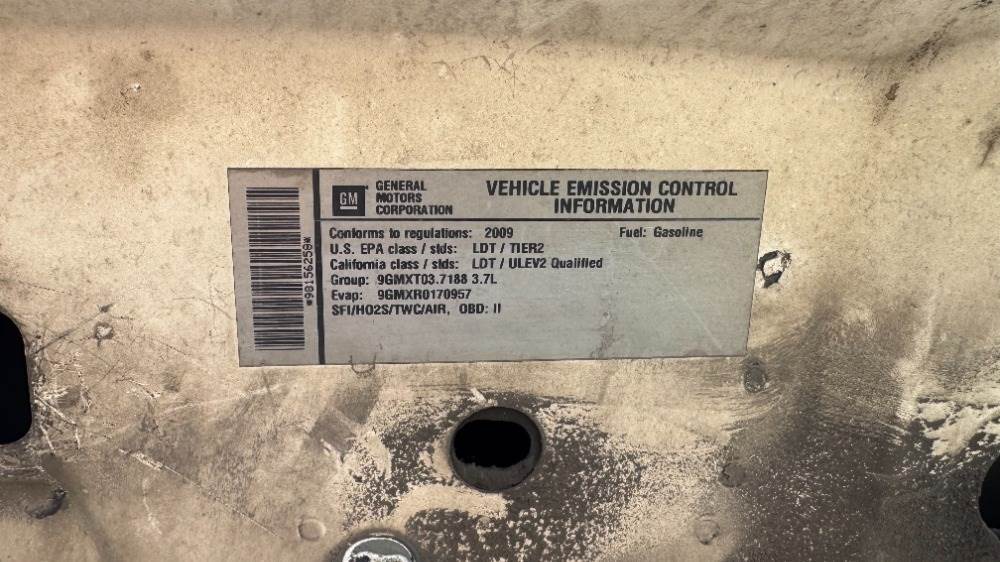 *98156258*
GM
GENERAL
MOTORS
CORPORATION
VEHICLE EMISSION CONTROL
INFORMATION
Conforms to regulations: 2009 Fuel: Gasoline
U.S. EPA class / stds: LDT / TIER2
California class / stds: LDT / ULEV2 Qualified
Group: 9GMXT03.7188 3.7L
Evap: 9GMXR0170957
SFI/HO2S/TWC/AIR, OBD: II